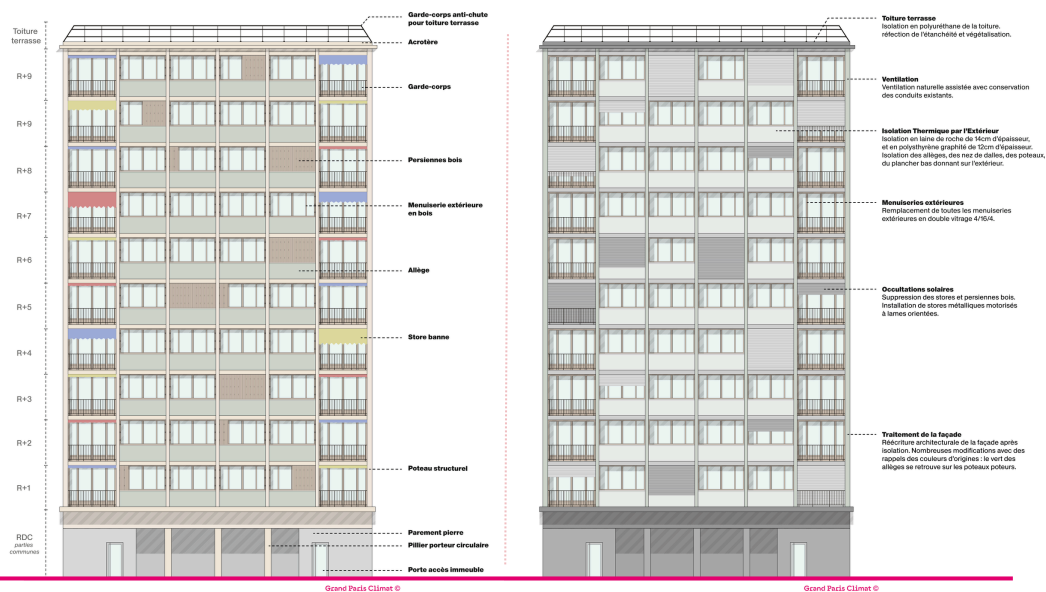 Toiture
terrasse
R+9
R+9
R+8
R+7
R+6
R+5
R+4
R+3
R+2
R+1
RDC
parties
communes
Garde-corps anti-chute
pour toiture terrasse
Acrotère
Garde-corps
Persiennes bois
Menuiserie extérieure
en bois
Allège
Store banne
Poteau structurel
Parement pierre
Pillier porteur circulaire
Porte accès immeuble
Grand Paris Climat ©
Toiture terrasse
Isolation en polyuréthane de la toiture.
réfection de l'étanchéité et végétalisation.
Ventilation
Ventilation naturelle assistée avec conservation
des conduits existants.
Isolation Thermique par l'Extérieur
Isolation en laine de roche de 14cm d'épaisseur,
et en polysthyrène graphité de 12cm d'épaisseur.
Isolation des allèges, des nez de dalles, des poteaux,
du plancher bas donnant sur l'extérieur.
Menuiseries extérieures
Remplacement de toutes les menuiseries
extérieures en double vitrage 4/16/4.
Occultations solaires
Suppression des stores et persiennes bois.
Installation de stores métalliques motorisés
à lames orientées.
Traitement de la façade
Réécriture architecturale de la façade après
isolation. Nombreuses modifications avec des
rappels des couleurs d'origines : le vert des
allèges se retrouve sur les poteaux poteurs.
Grand Paris Climat ©